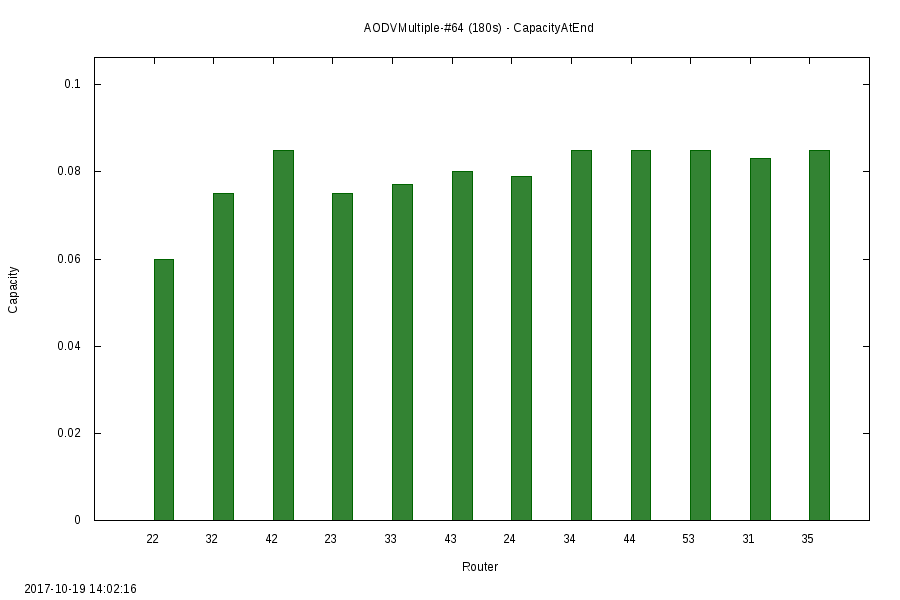 AODVMultiple-#64 (180s) - CapacityAtEnd
0.1
0.08
0.06
0.04
0.02
0
Capacity
22 32 42 23 33 43 24 34 44 53 31 35
Router
2017-10-19 14:02:16